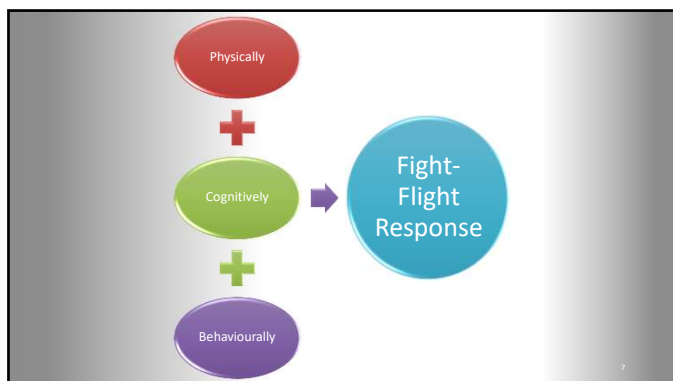 Physically
Cognitively
Fight-
Flight
Response
Behaviourally
7